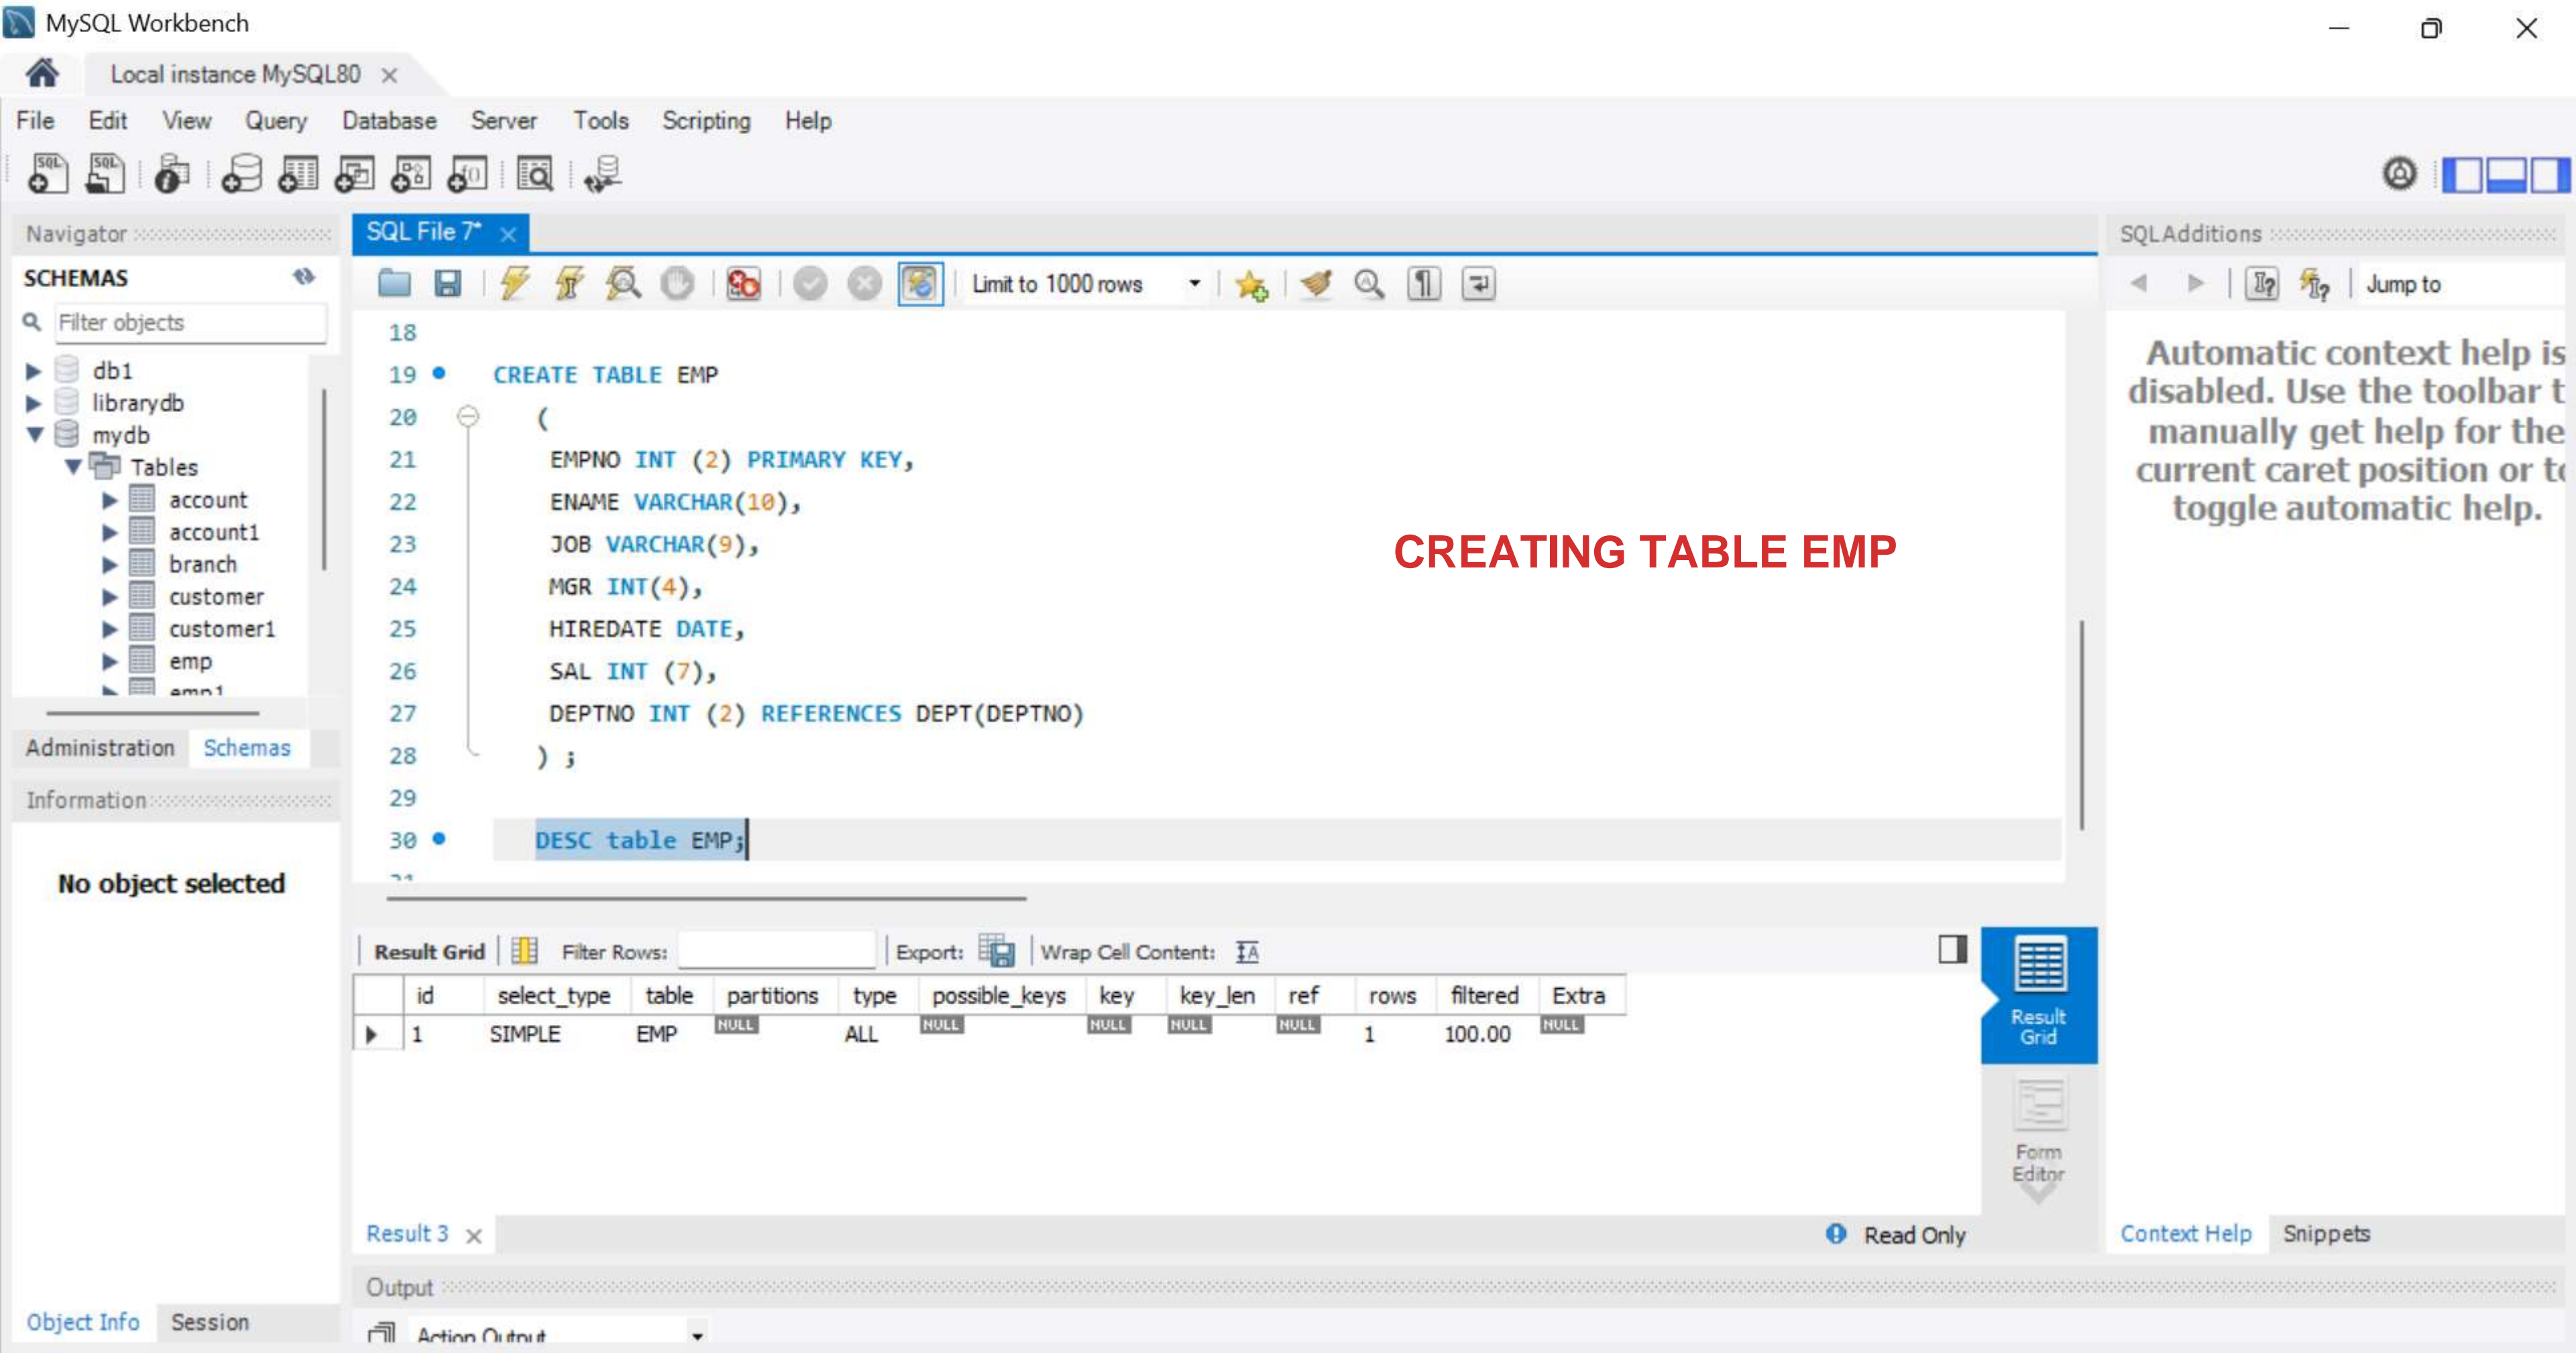 MySQL Workbench
Local instance MySQL80
File Edit View Query Database Server Tools Scripting Help
Navigator
SCHEMAS
Filter objects
db1
librarydb
mydb
Tables
account
account1
branch
customer
customer1
emp
emp1
Administration Schemas
Information
No object selected
Object Info Session
SQL File 7*
Limit to 1000 rows
18
19 CREATE TABLE EMP
20 (
21 EMPNO INT (2) PRIMARY KEY,
22 ENAME VARCHAR(10),
23 JOB VARCHAR(9),
24 MGR INT(4),
25 HIREDATE DATE,
26 SAL INT (7),
27 DEPTNO INT (2) REFERENCES DEPT(DEPTNO)
28 ) ;
29
30 DESC table EMP;
31
CREATING TABLE EMP
Result Grid Filter Rows: Export: Wrap Cell Content:
id select_type table partitions type possible_keys key key_len ref rows filtered Extra
1 SIMPLE EMP NULL ALL NULL NULL NULL NULL 1 100.00 NULL
Result
Grid
Form
Editor
Result 3
Read Only
Output
Action Output
SQLAdditions
Jump to
Automatic context help is
disabled. Use the toolbar t
manually get help for the
current caret position or to
toggle automatic help.
Context Help Snippets